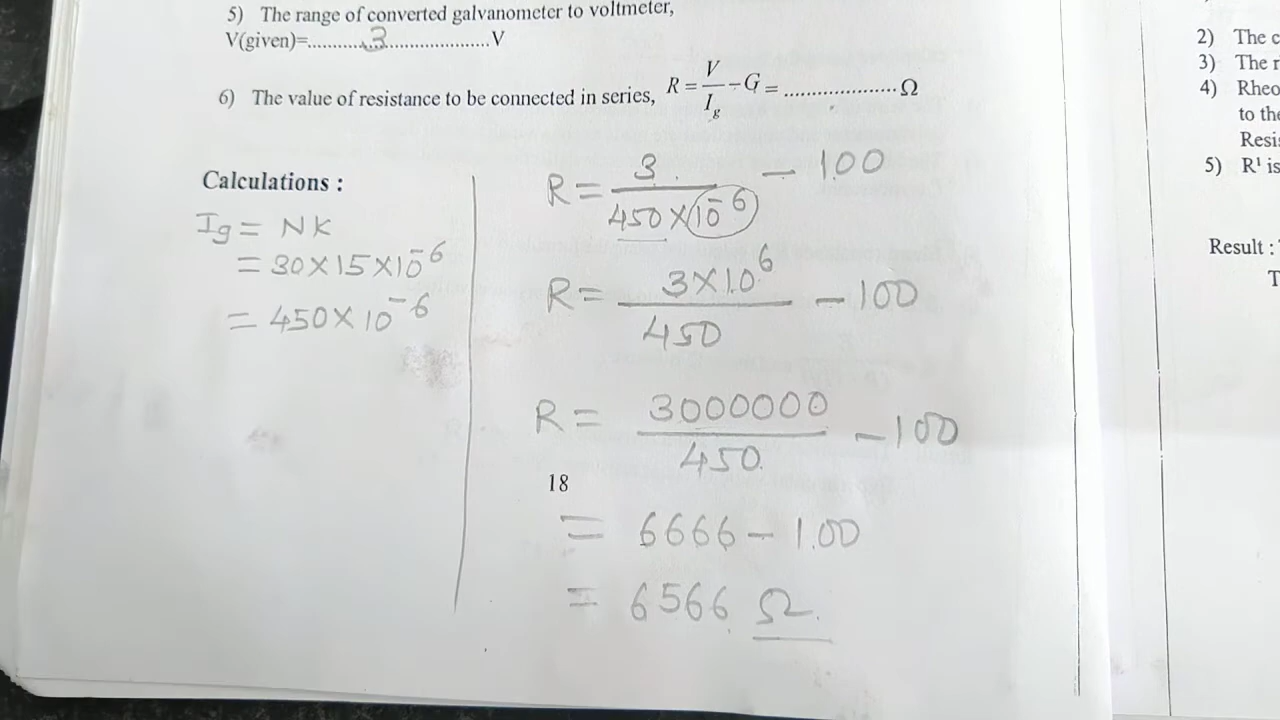 5) The range of converted galvanometer to voltmeter,
V(given)=............3......................V
6) The value of resistance to be connected in series, R = V/I_g − G = .................... Ω
Calculations :
Ig = NK
= 30 × 15 × 10^-6
= 450 × 10^-6
R = 3 / 450 × 10^-6 − 100
R = 3 × 10^6 / 450 − 100
R = 3000000 / 450 − 100
18
= 6666 − 100
= 6566 Ω
2) The c
3) The r
4) Rheo
to the
Resis
5) R¹ is
Result :
T